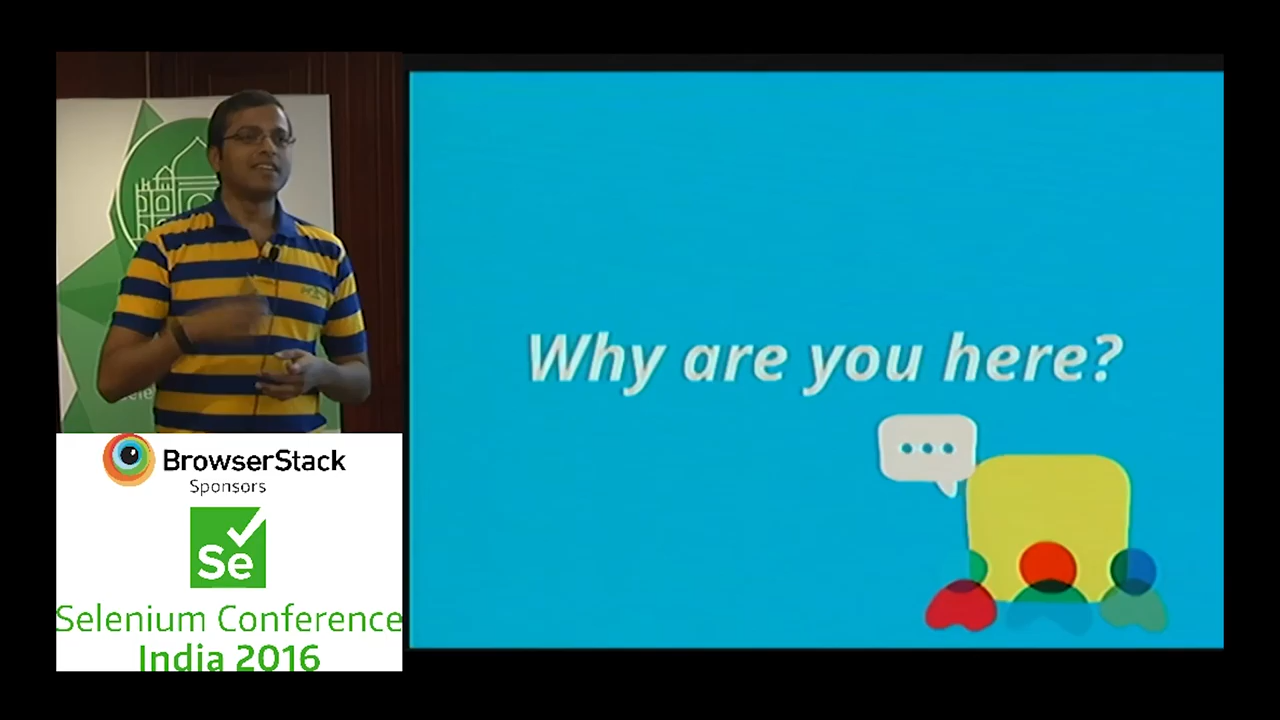 Why are you here?
BrowserStack
Sponsors
Se
Selenium Conference
India 2016